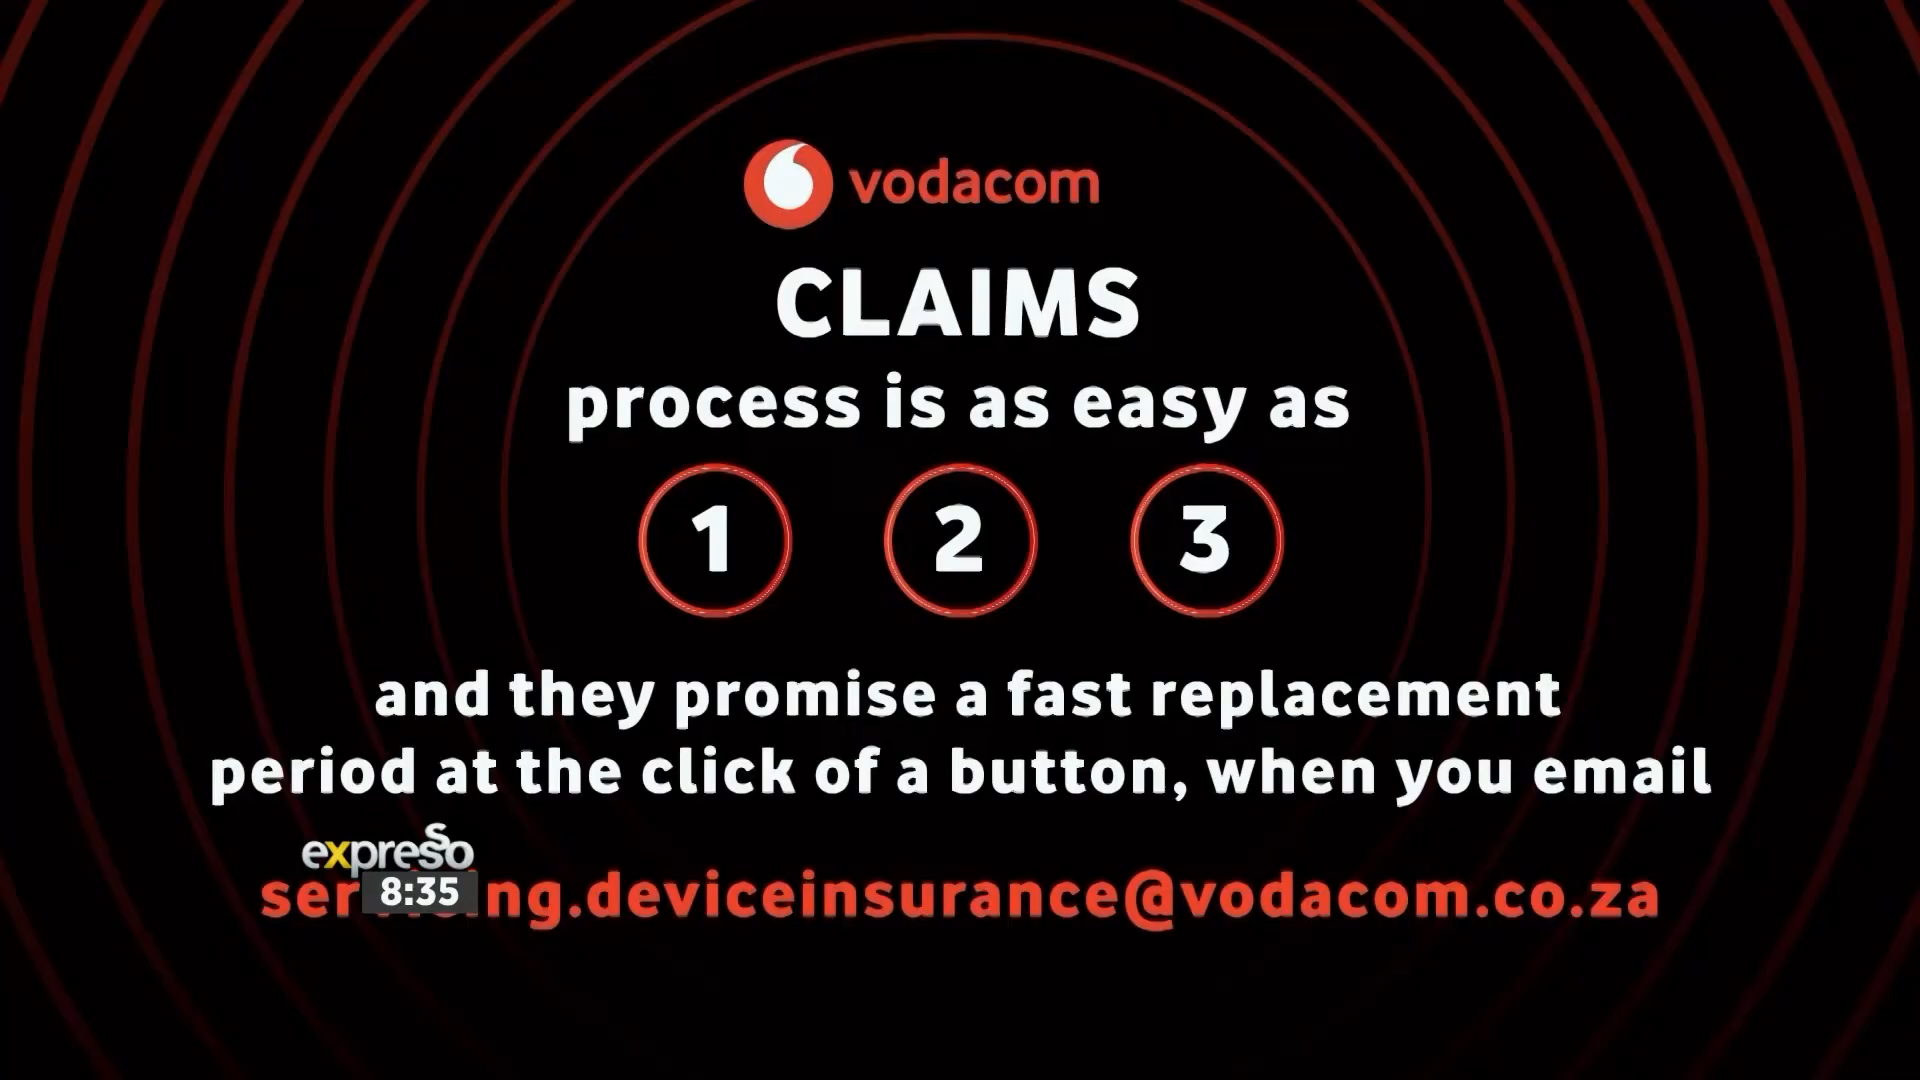 vodacom
CLAIMS
process is as easy as
1 2 3
and they promise a fast replacement
period at the click of a button, when you email
expresso
8:35
servicing.deviceinsurance@vodacom.co.za